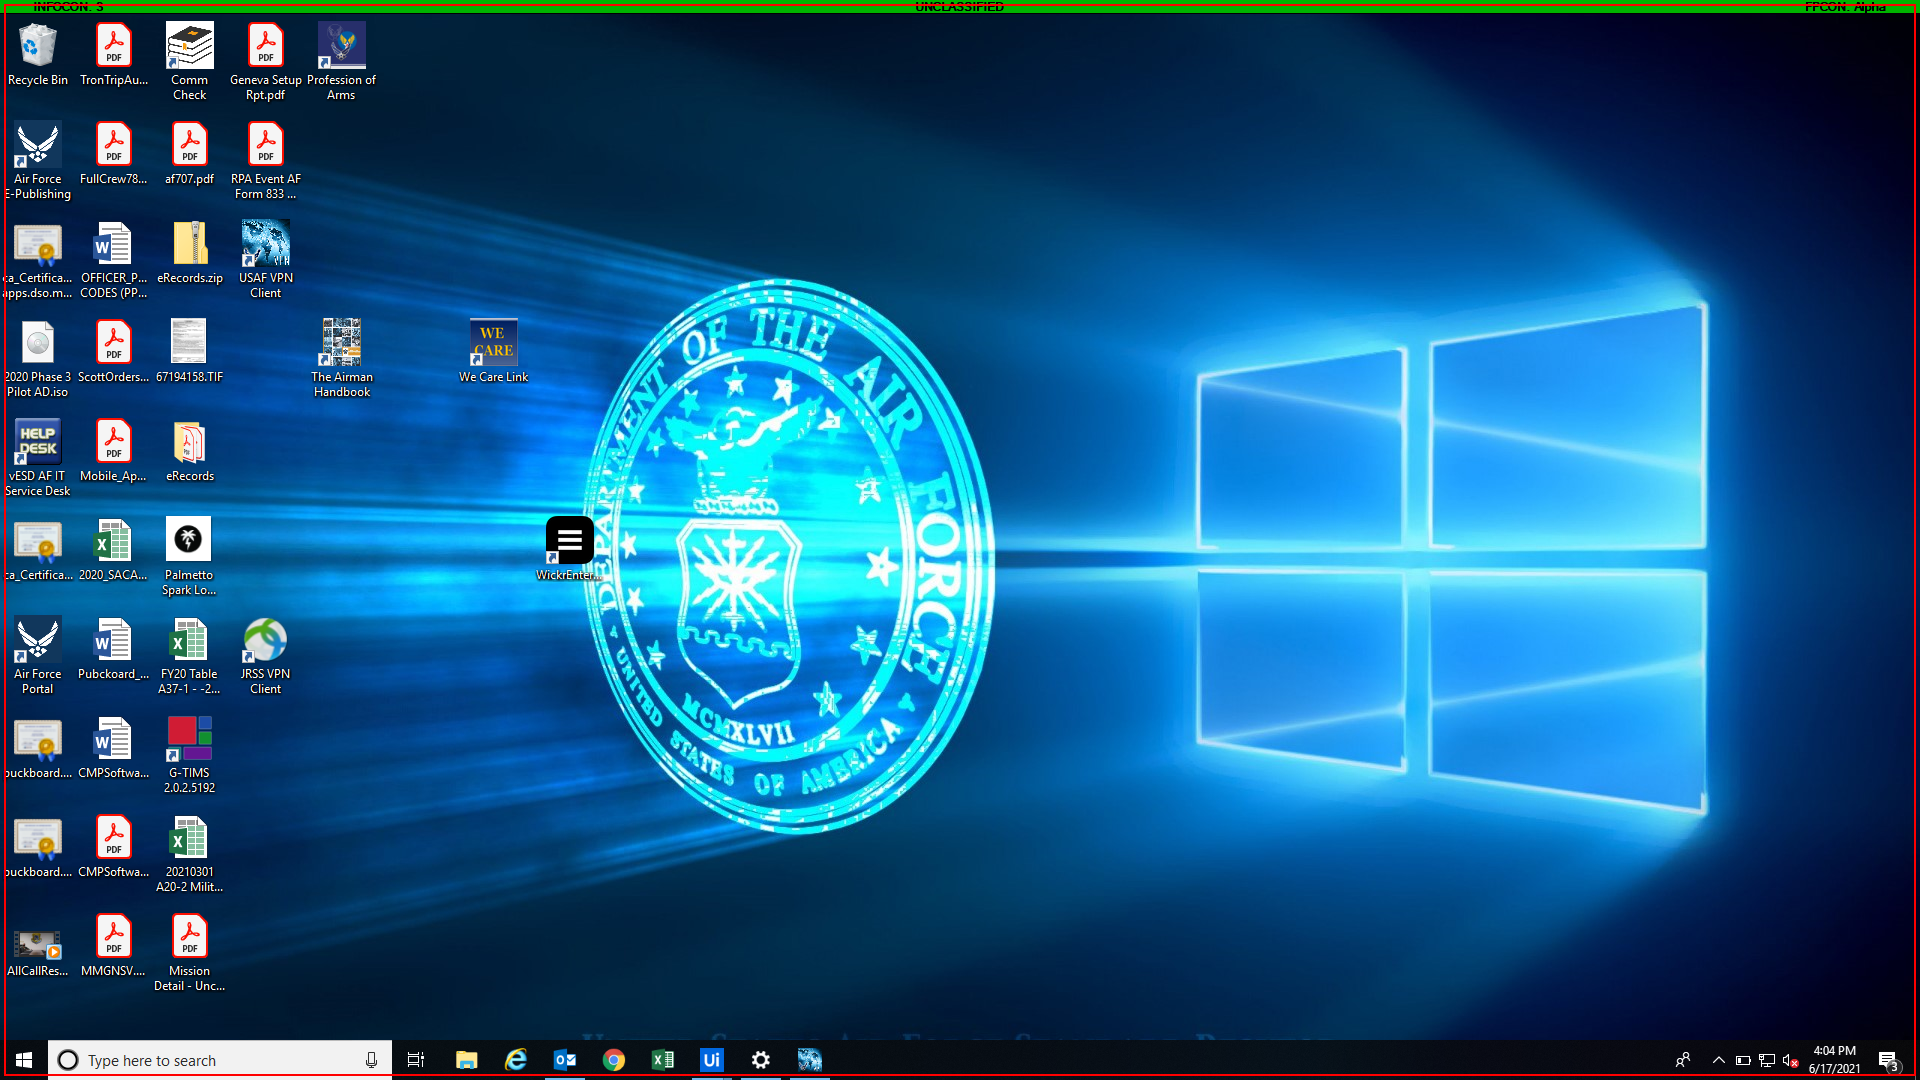 INFOCON: 3 UNCLASSIFIED FPCON: Alpha
Recycle Bin
TronTripAu...
Comm
Check
Geneva Setup
Rpt.pdf
Profession of
Arms
Air Force
E-Publishing
FullCrew78...
af707.pdf
RPA Event AF
Form 833 ...
ca_Certifica...
apps.dso.m...
OFFICER_P...
CODES (PP...
eRecords.zip
USAF VPN
Client
2020 Phase 3
Pilot AD.iso
ScottOrders...
67194158.TIF
The Airman
Handbook
WE
CARE
We Care Link
HELP
DESK
vESD AF IT
Service Desk
Mobile_Ap...
eRecords
ca_Certifica...
2020_SACA...
Palmetto
Spark Lo...
WickrEnter...
Air Force
Portal
Pubckoard_...
FY20 Table
A37-1 - -2...
JRSS VPN
Client
buckboard....
CMPSoftwa...
G-TIMS
2.0.2.5192
buckboard....
CMPSoftwa...
20210301
A20-2 Milit...
AllCallRes...
MMGNSV....
Mission
Detail - Unc...
DEPARTMENT OF THE AIR FORCE
MCMXLVII
UNITED STATES OF AMERICA
Type here to search
Ui
4:04 PM
6/17/2021
3